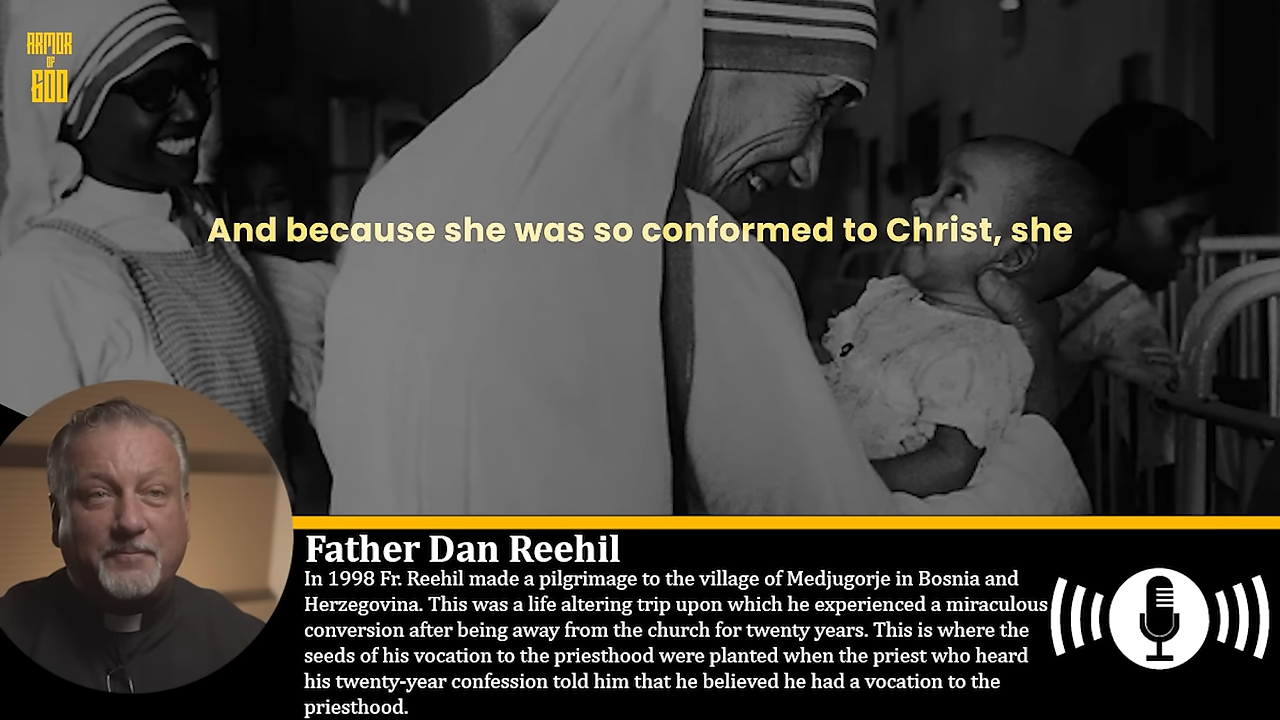 ARMOR
OF
GOD
And because she was so conformed to Christ, she
Father Dan Reehil
In 1998 Fr. Reehil made a pilgrimage to the village of Medjugorje in Bosnia and
Herzegovina. This was a life altering trip upon which he experienced a miraculous
conversion after being away from the church for twenty years. This is where the
seeds of his vocation to the priesthood were planted when the priest who heard
his twenty-year confession told him that he believed he had a vocation to the
priesthood.